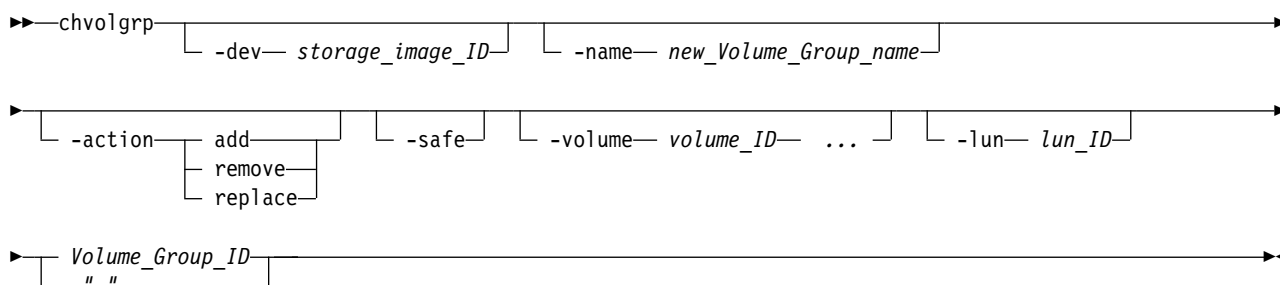 chvolgrp
-dev storage_image_ID
-name new_Volume_Group_name
-action add
remove
replace
-safe
-volume volume_ID ...
-lun lun_ID
Volume_Group_ID
" "